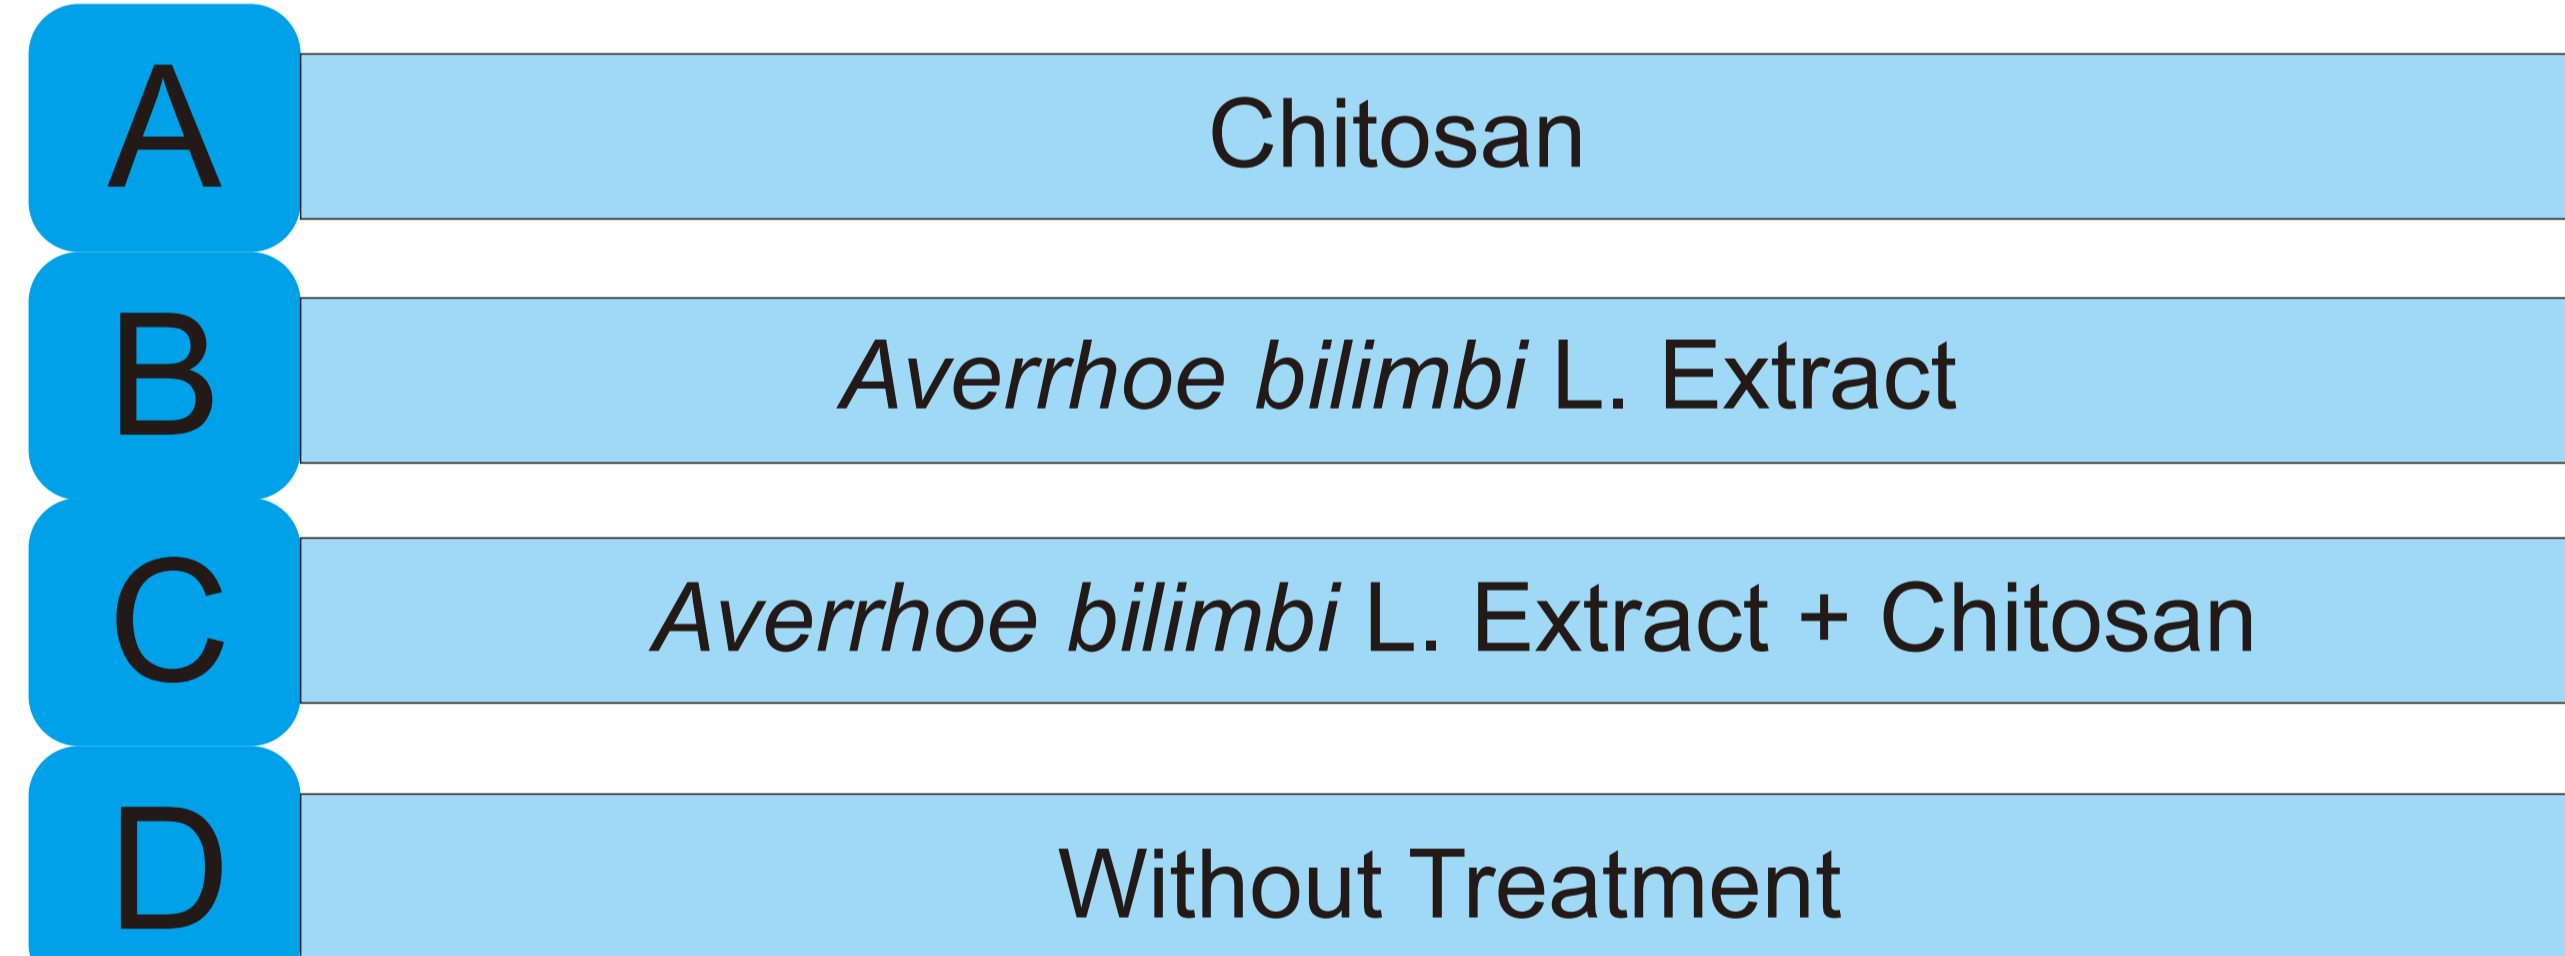 A
Chitosan
B
Averrhoe bilimbi L. Extract
C
Averrhoe bilimbi L. Extract + Chitosan
D
Without Treatment